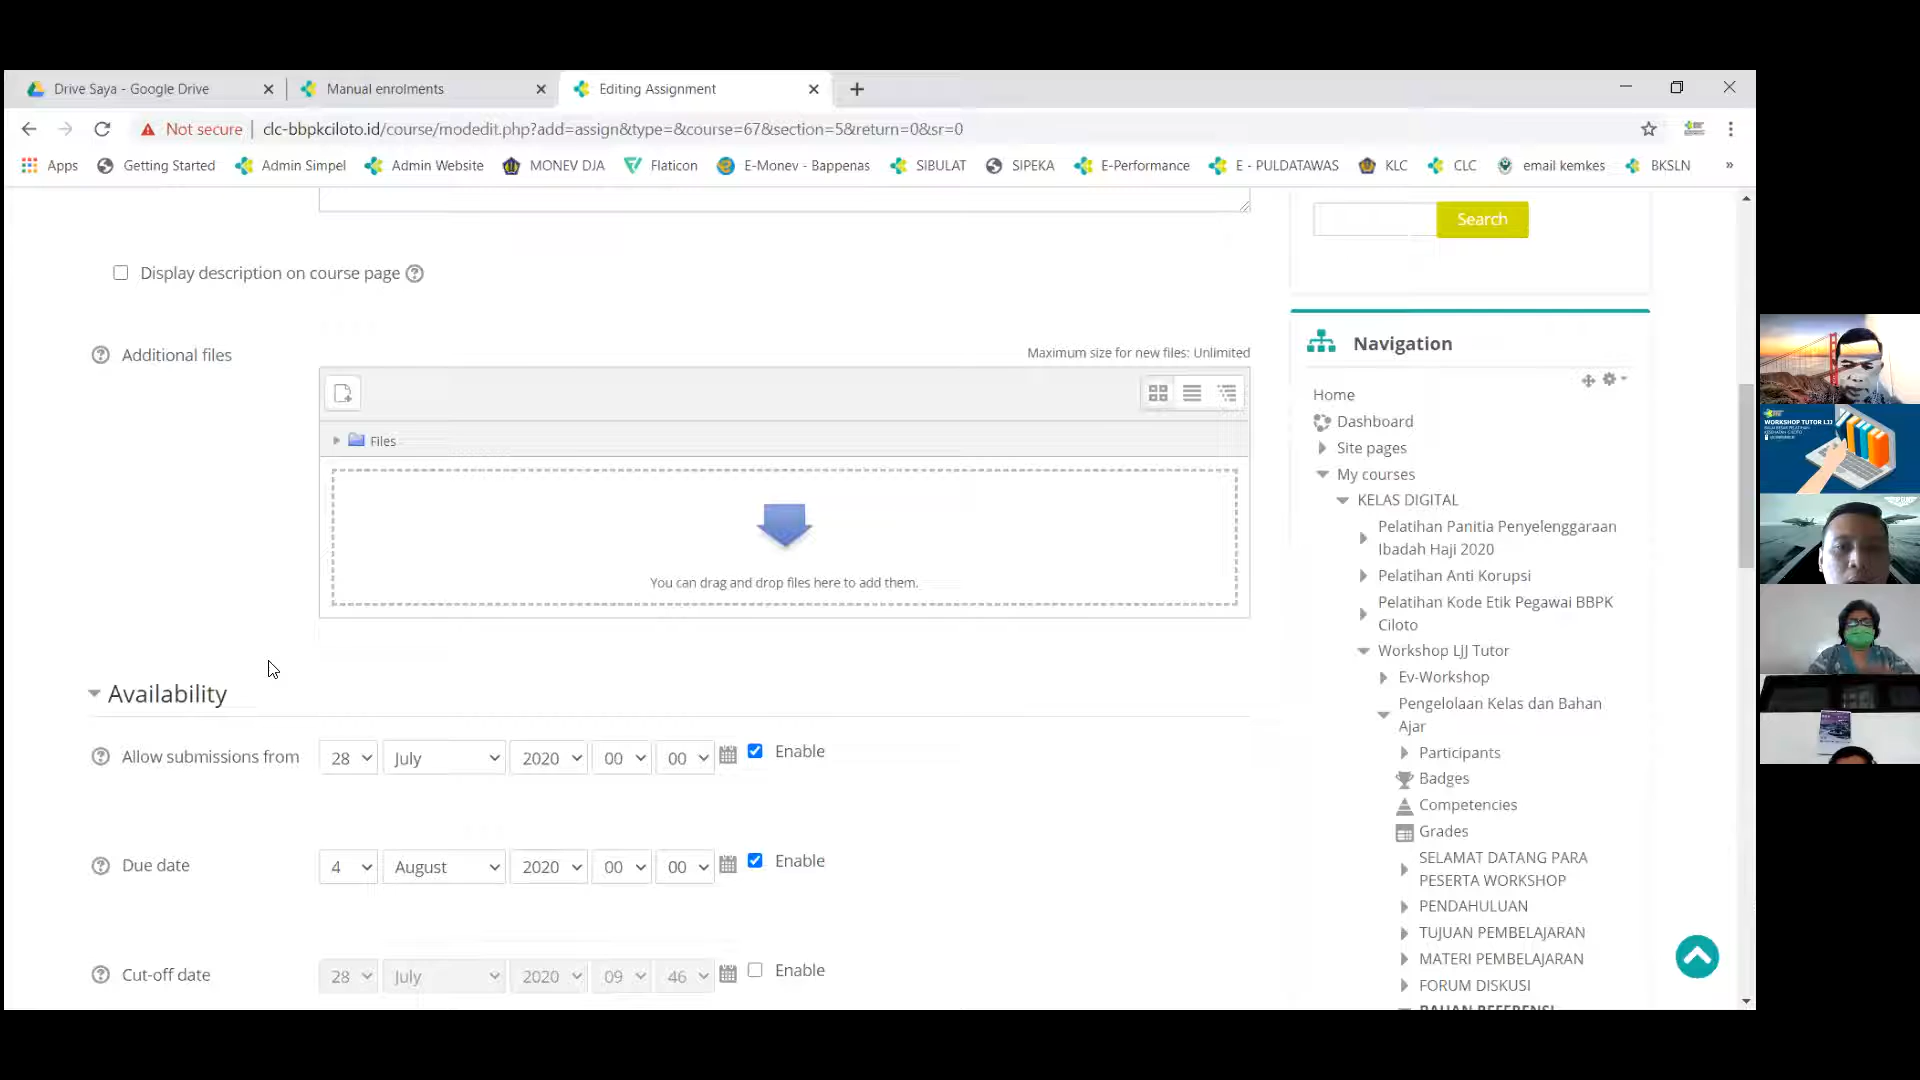 Drive Saya - Google Drive
Manual enrolments
Editing Assignment
Not secure
clc-bbpkciloto.id/course/modedit.php?add=assign&type=&course=67&section=5&return=0&sr=0
Apps
Getting Started
Admin Simpel
Admin Website
MONEV DJA
Flaticon
E-Monev - Bappenas
SIBULAT
SIPEKA
E-Performance
E - PULDATAWAS
KLC
CLC
email kemkes
BKSLN
»
Display description on course page
Additional files
Maximum size for new files: Unlimited
Files
You can drag and drop files here to add them.
Availability
Allow submissions from
28
July
2020
00
00
Enable
Due date
4
August
2020
00
00
Enable
Cut-off date
28
July
2020
09
46
Enable
Search
Navigation
Home
Dashboard
Site pages
My courses
KELAS DIGITAL
Pelatihan Panitia Penyelenggaraan
Ibadah Haji 2020
Pelatihan Anti Korupsi
Pelatihan Kode Etik Pegawai BBPK
Ciloto
Workshop LJJ Tutor
Ev-Workshop
Pengelolaan Kelas dan Bahan
Ajar
Participants
Badges
Competencies
Grades
SELAMAT DATANG PARA
PESERTA WORKSHOP
PENDAHULUAN
TUJUAN PEMBELAJARAN
MATERI PEMBELAJARAN
FORUM DISKUSI
BAHAN REFERENSI
WORKSHOP TUTOR LJJ